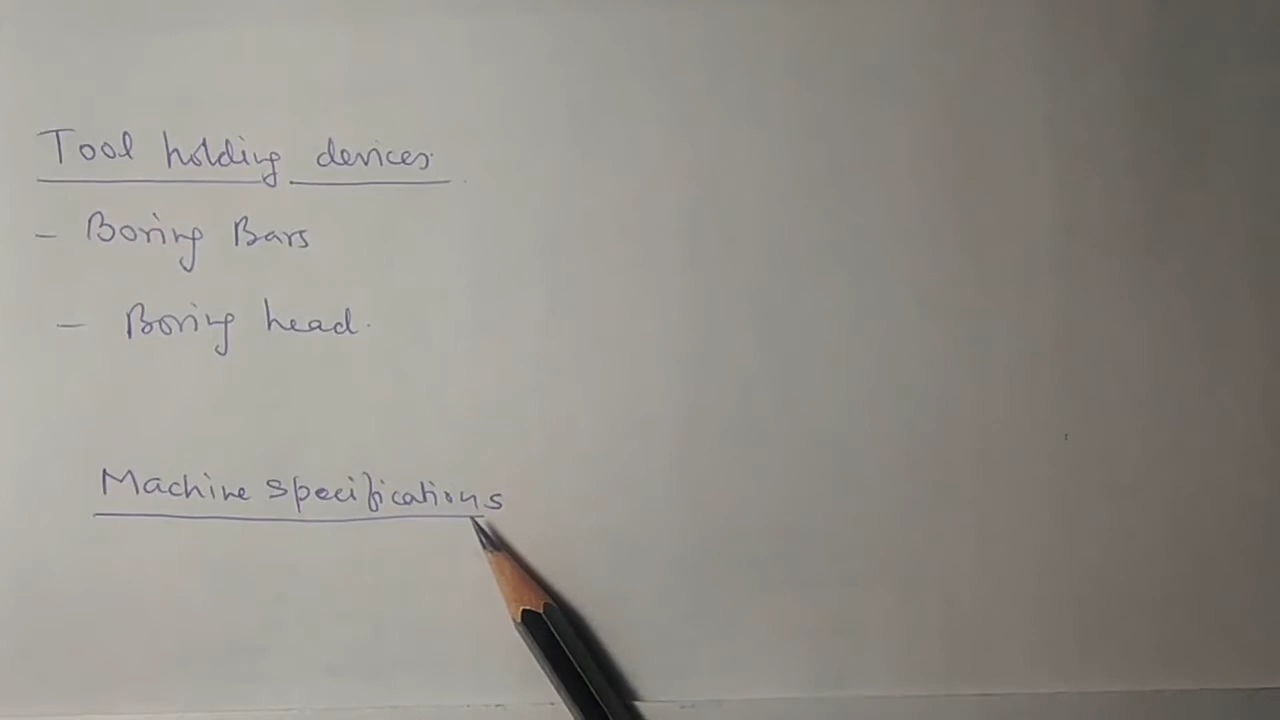 Tool holding devices.
- Boring Bars
- Boring head.
Machine specifications